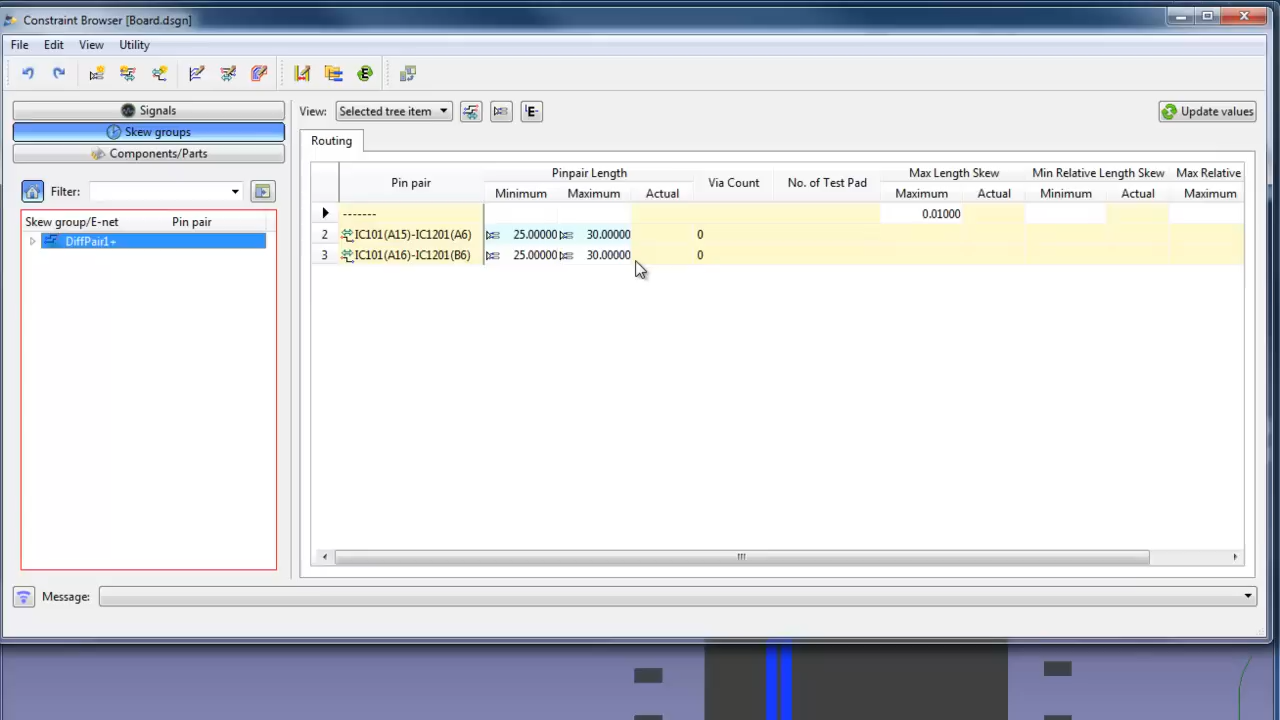 Constraint Browser [Board.dsgn]
File Edit View Utility
Signals
Skew groups
Components/Parts
View: Selected tree item
Update values
Routing
Filter:
Skew group/E-net Pin pair
DiffPair1+
Pin pair Pinpair Length Via Count No. of Test Pad Max Length Skew Min Relative Length Skew Max Relative
Minimum Maximum Actual Maximum Actual Minimum Actual Maximum
------- 0.01000
2 IC101(A15)-IC1201(A6) 25.00000 30.00000 0
3 IC101(A16)-IC1201(B6) 25.00000 30.00000 0
Message: